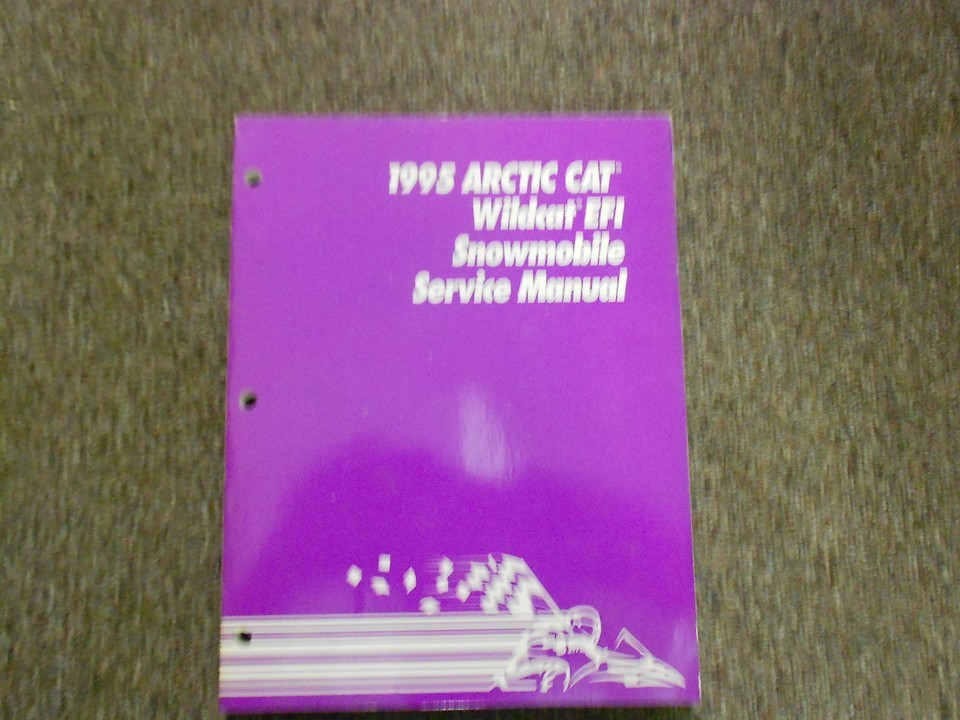 1995 ARCTIC CAT®
Wildcat® EFI
Snowmobile
Service Manual